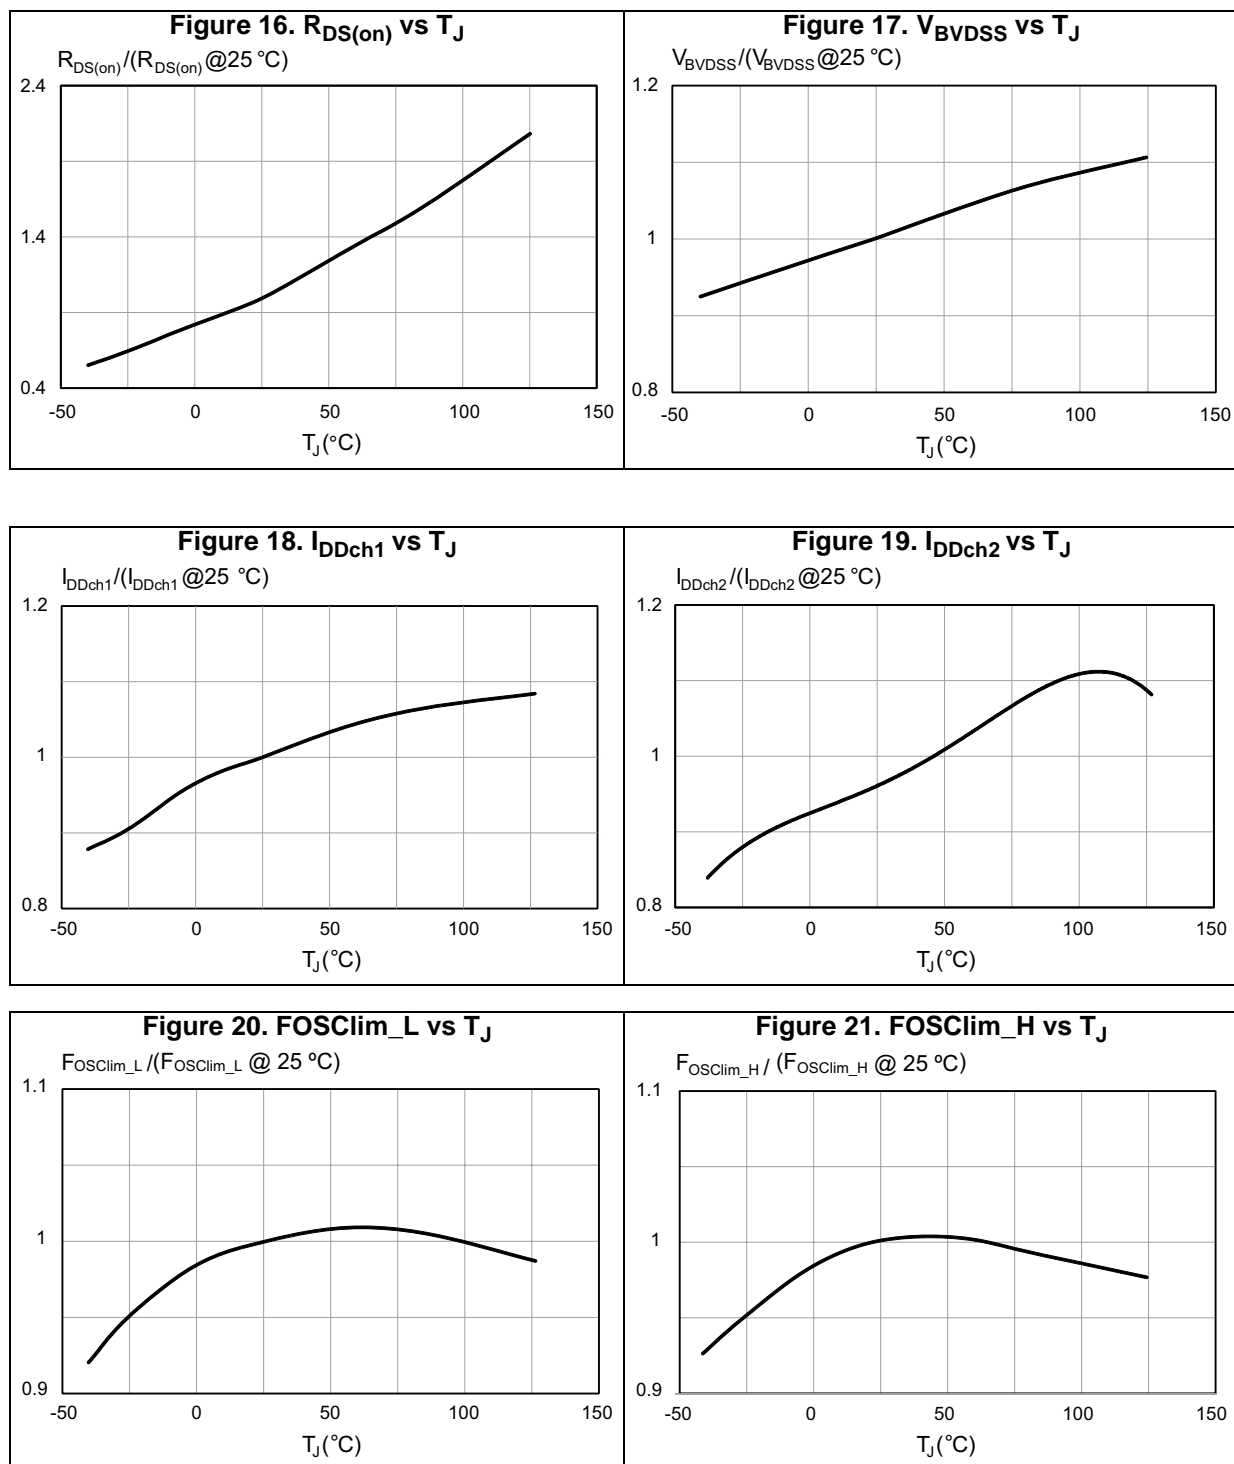 Figure 16. RDS(on) vs TJ
RDS(on)/(RDS(on)@25 °C)
2.4
1.4
0.4
-50 0 50 100 150
TJ(°C)
Figure 17. VBVDSS vs TJ
VBVDSS/(VBVDSS@25 °C)
1.2
1
0.8
-50 0 50 100 150
TJ(°C)
Figure 18. IDDch1 vs TJ
IDDch1/(IDDch1@25 °C)
1.2
1
0.8
-50 0 50 100 150
TJ(°C)
Figure 19. IDDch2 vs TJ
IDDch2/(IDDch2@25 °C)
1.2
1
0.8
-50 0 50 100 150
TJ(°C)
Figure 20. FOSClim_L vs TJ
FOSClim_L/(FOSClim_L @ 25 ºC)
1.1
1
0.9
-50 0 50 100 150
TJ(°C)
Figure 21. FOSClim_H vs TJ
FOSClim_H/ (FOSClim_H @ 25 ºC)
1.1
1
0.9
-50 0 50 100 150
TJ(°C)